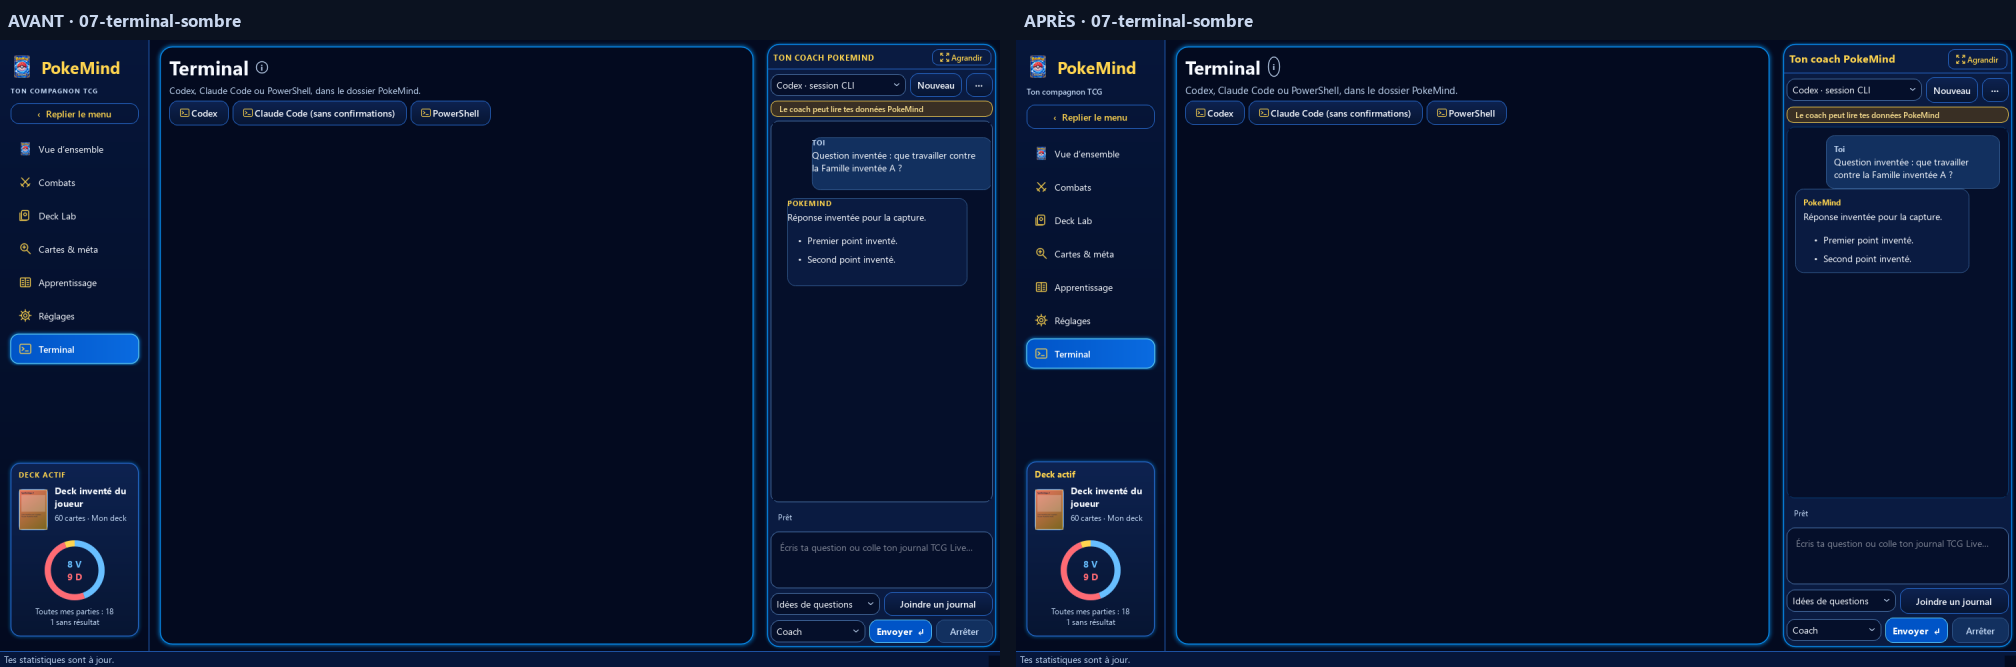 AVANT · 07-terminal-sombre
PokeMind
TON COMPAGNON TCG
‹ Replier le menu
Vue d'ensemble
Combats
Deck Lab
Cartes & méta
Apprentissage
Réglages
Terminal
DECK ACTIF
Deck inventé du
joueur
60 cartes · Mon deck
8 V
9 D
Toutes mes parties : 18
1 sans résultat
Terminal
Codex, Claude Code ou PowerShell, dans le dossier PokeMind.
Codex
Claude Code (sans confirmations)
PowerShell
TON COACH POKEMIND
Agrandir
Codex · session CLI
Nouveau
...
Le coach peut lire tes données PokeMind
TOI
Question inventée : que travailler contre
la Famille inventée A ?
POKEMIND
Réponse inventée pour la capture.
• Premier point inventé.
• Second point inventé.
Prêt
Écris ta question ou colle ton journal TCG Live...
Idées de questions
Joindre un journal
Coach
Envoyer ↲
Arrêter
Tes statistiques sont à jour.
APRÈS · 07-terminal-sombre
PokeMind
Ton compagnon TCG
‹ Replier le menu
Vue d'ensemble
Combats
Deck Lab
Cartes & méta
Apprentissage
Réglages
Terminal
Deck actif
Deck inventé du
joueur
60 cartes · Mon deck
8 V
9 D
Toutes mes parties : 18
1 sans résultat
Terminal
Codex, Claude Code ou PowerShell, dans le dossier PokeMind.
Codex
Claude Code (sans confirmations)
PowerShell
Ton coach PokeMind
Agrandir
Codex · session CLI
Nouveau
...
Le coach peut lire tes données PokeMind
Toi
Question inventée : que travailler
contre la Famille inventée A ?
PokeMind
Réponse inventée pour la capture.
• Premier point inventé.
• Second point inventé.
Prêt
Écris ta question ou colle ton journal TCG Live...
Idées de questions
Joindre un journal
Coach
Envoyer ↲
Arrêter
Tes statistiques sont à jour.